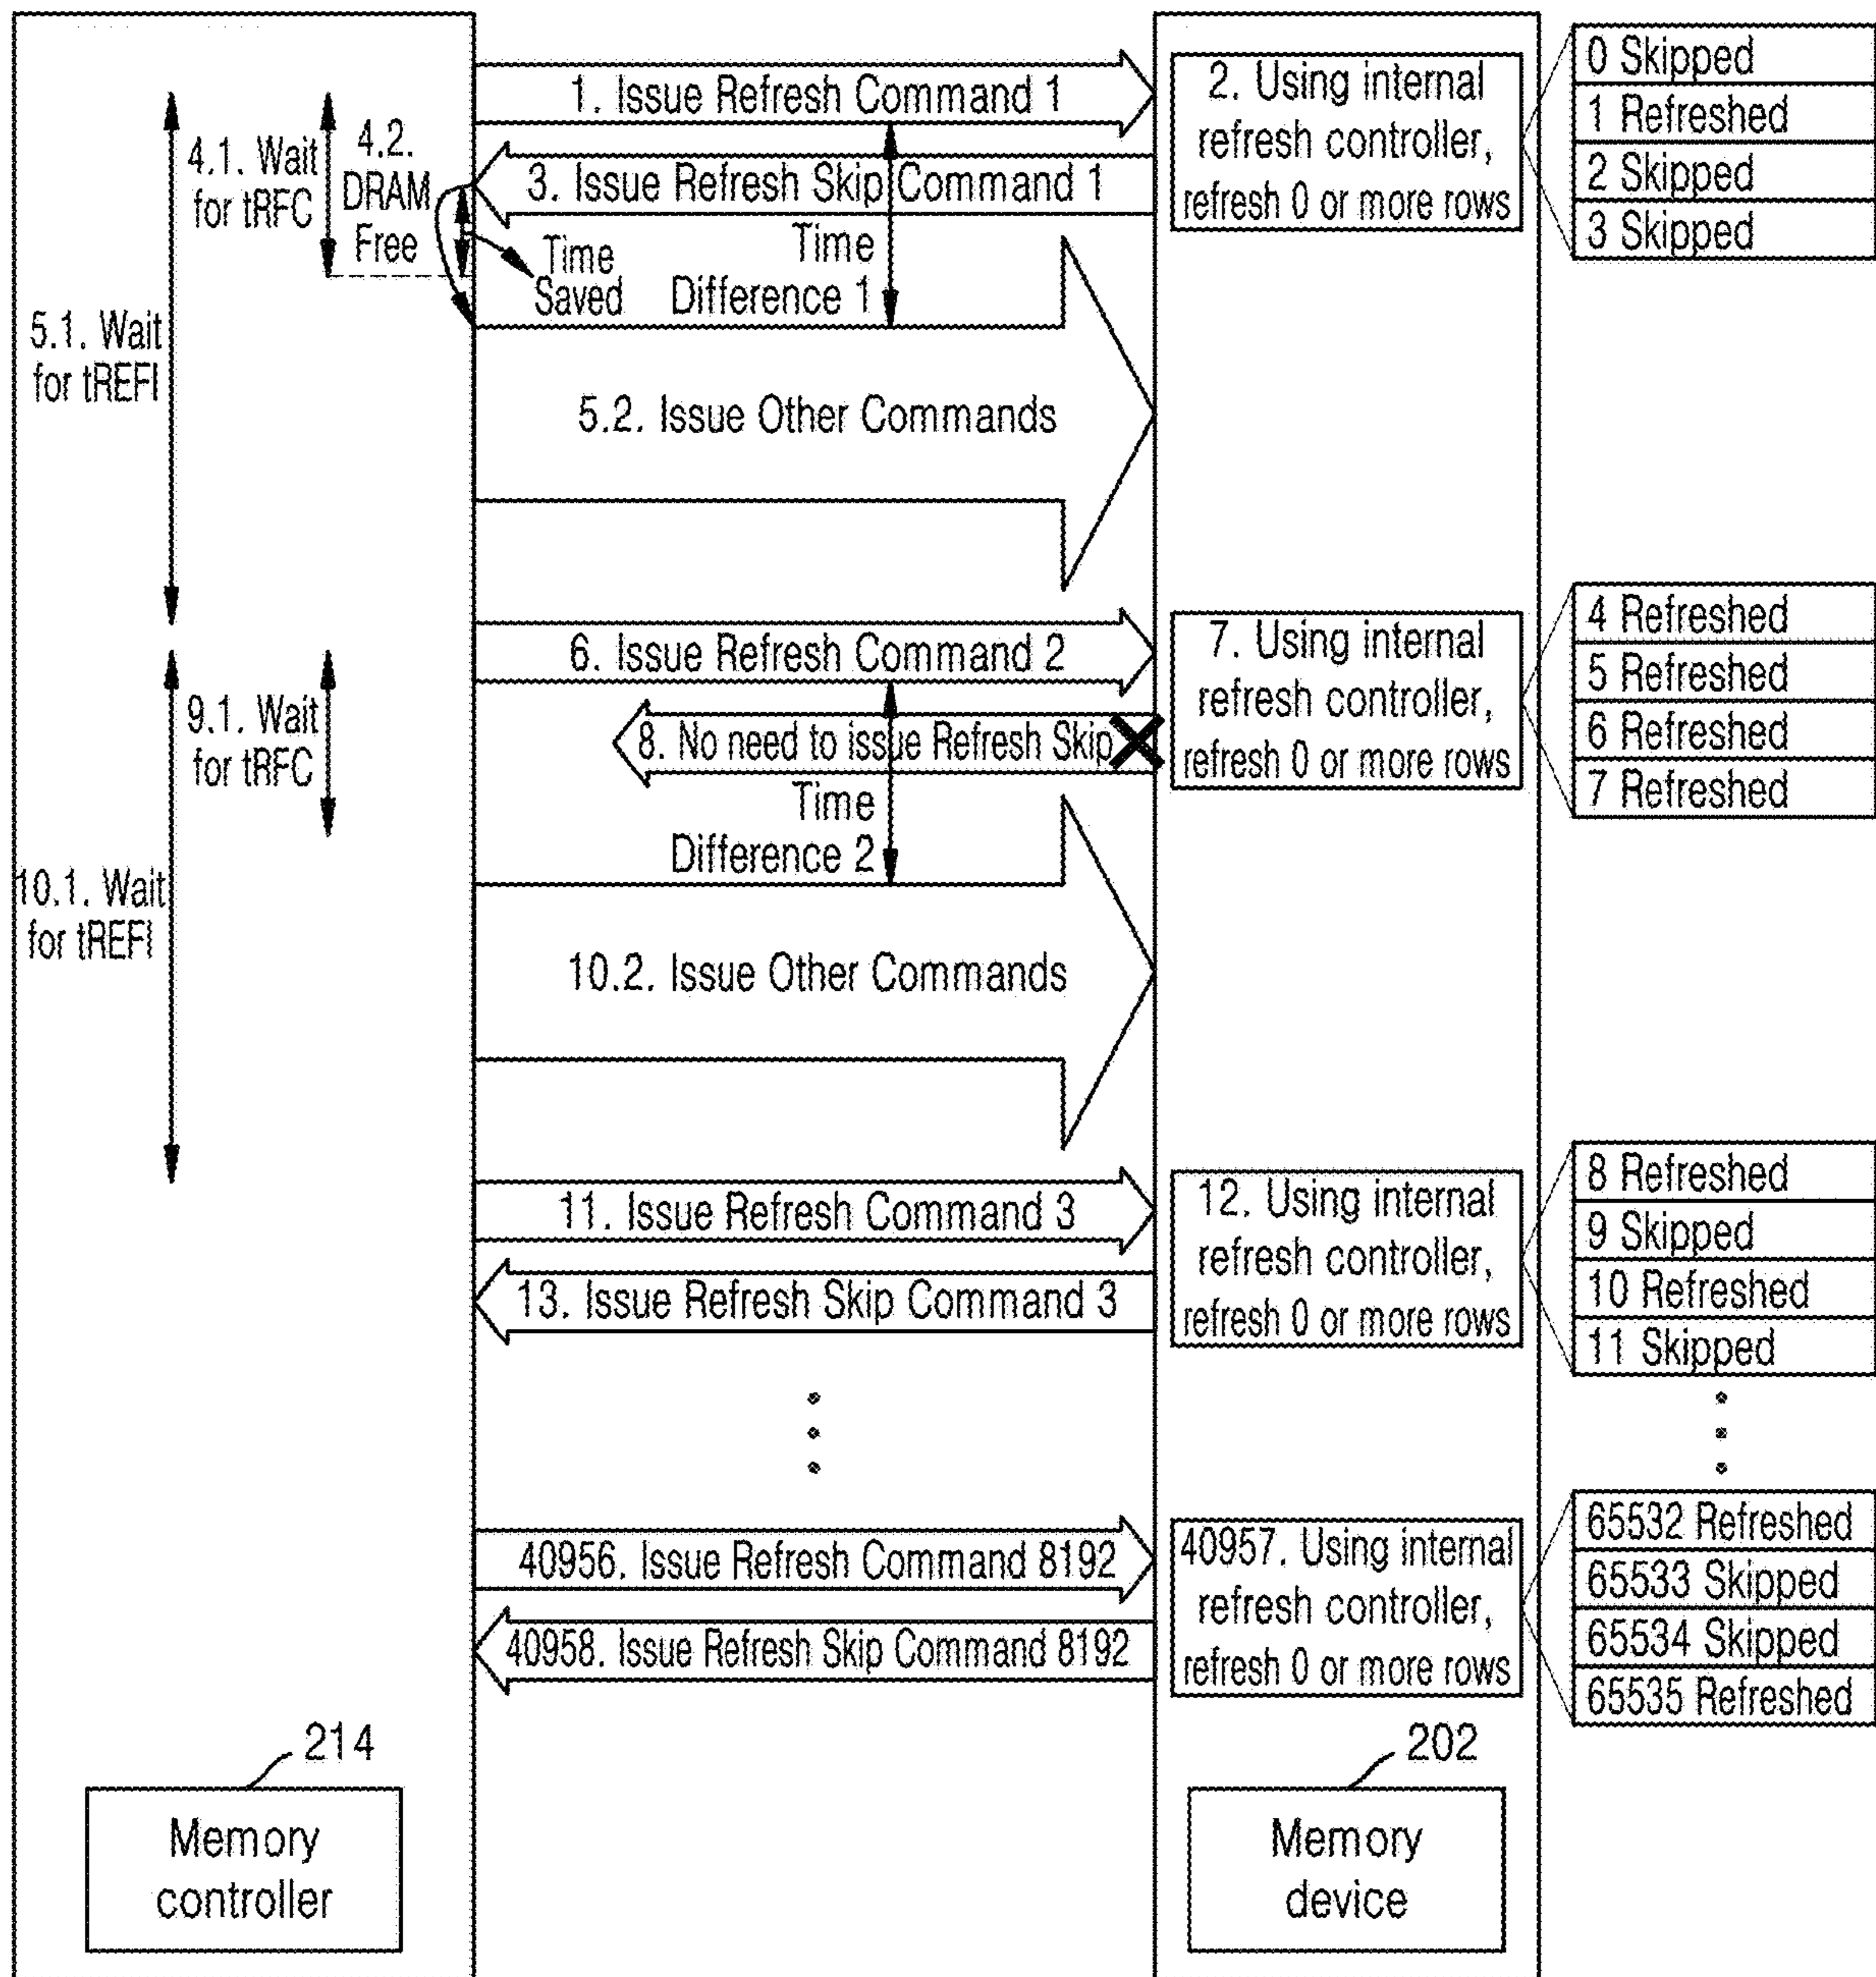 1. Issue Refresh Command 1
2. Using internal
refresh controller,
refresh 0 or more rows
0 Skipped
1 Refreshed
2 Skipped
3 Skipped
4.1. Wait
for tRFC
4.2.
DRAM
Free
3. Issue Refresh Skip Command 1
Time
Saved
Time
Difference 1
5.1. Wait
for tREFI
5.2. Issue Other Commands
6. Issue Refresh Command 2
7. Using internal
refresh controller,
refresh 0 or more rows
4 Refreshed
5 Refreshed
6 Refreshed
7 Refreshed
9.1. Wait
for tRFC
8. No need to issue Refresh Skip
Time
Difference 2
10.1. Wait
for tREFI
10.2. Issue Other Commands
11. Issue Refresh Command 3
12. Using internal
refresh controller,
refresh 0 or more rows
8 Refreshed
9 Skipped
10 Refreshed
11 Skipped
13. Issue Refresh Skip Command 3
40956. Issue Refresh Command 8192
40957. Using internal
refresh controller,
refresh 0 or more rows
65532 Refreshed
65533 Skipped
65534 Skipped
65535 Refreshed
40958. Issue Refresh Skip Command 8192
214
Memory
controller
202
Memory
device